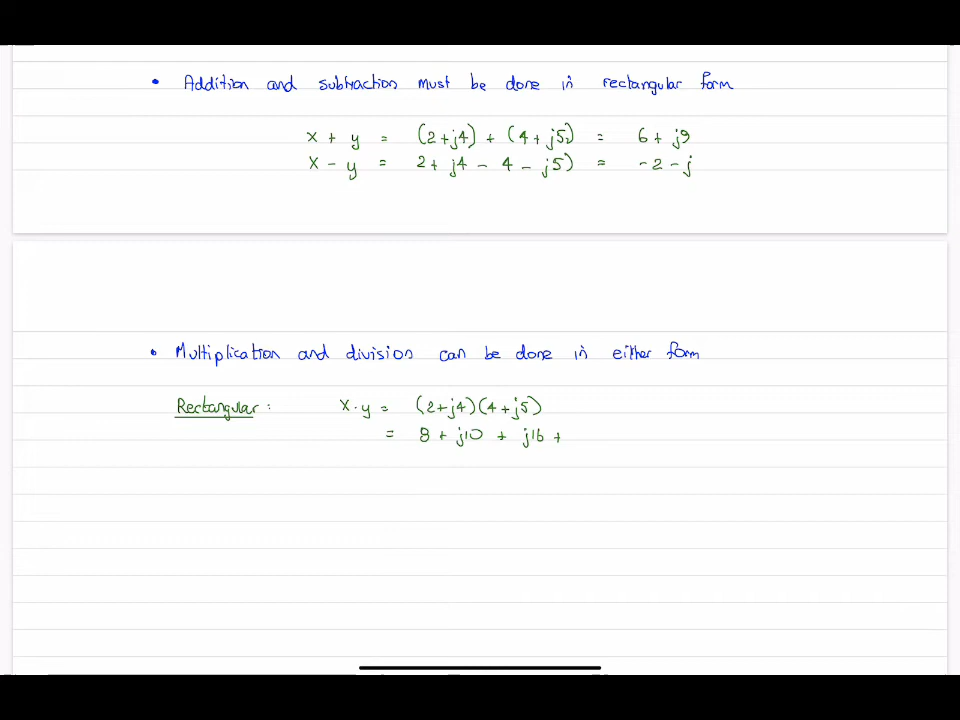 • Addition and subtraction must be done in rectangular form
x + y = (2+j4) + (4+j5) = 6 + j9
x - y = 2+ j4 - 4 - j5) = -2 -j
• Multiplication and division can be done in either form
Rectangular : x·y = (2+j4)(4+j5)
= 8 + j10 + j16 +